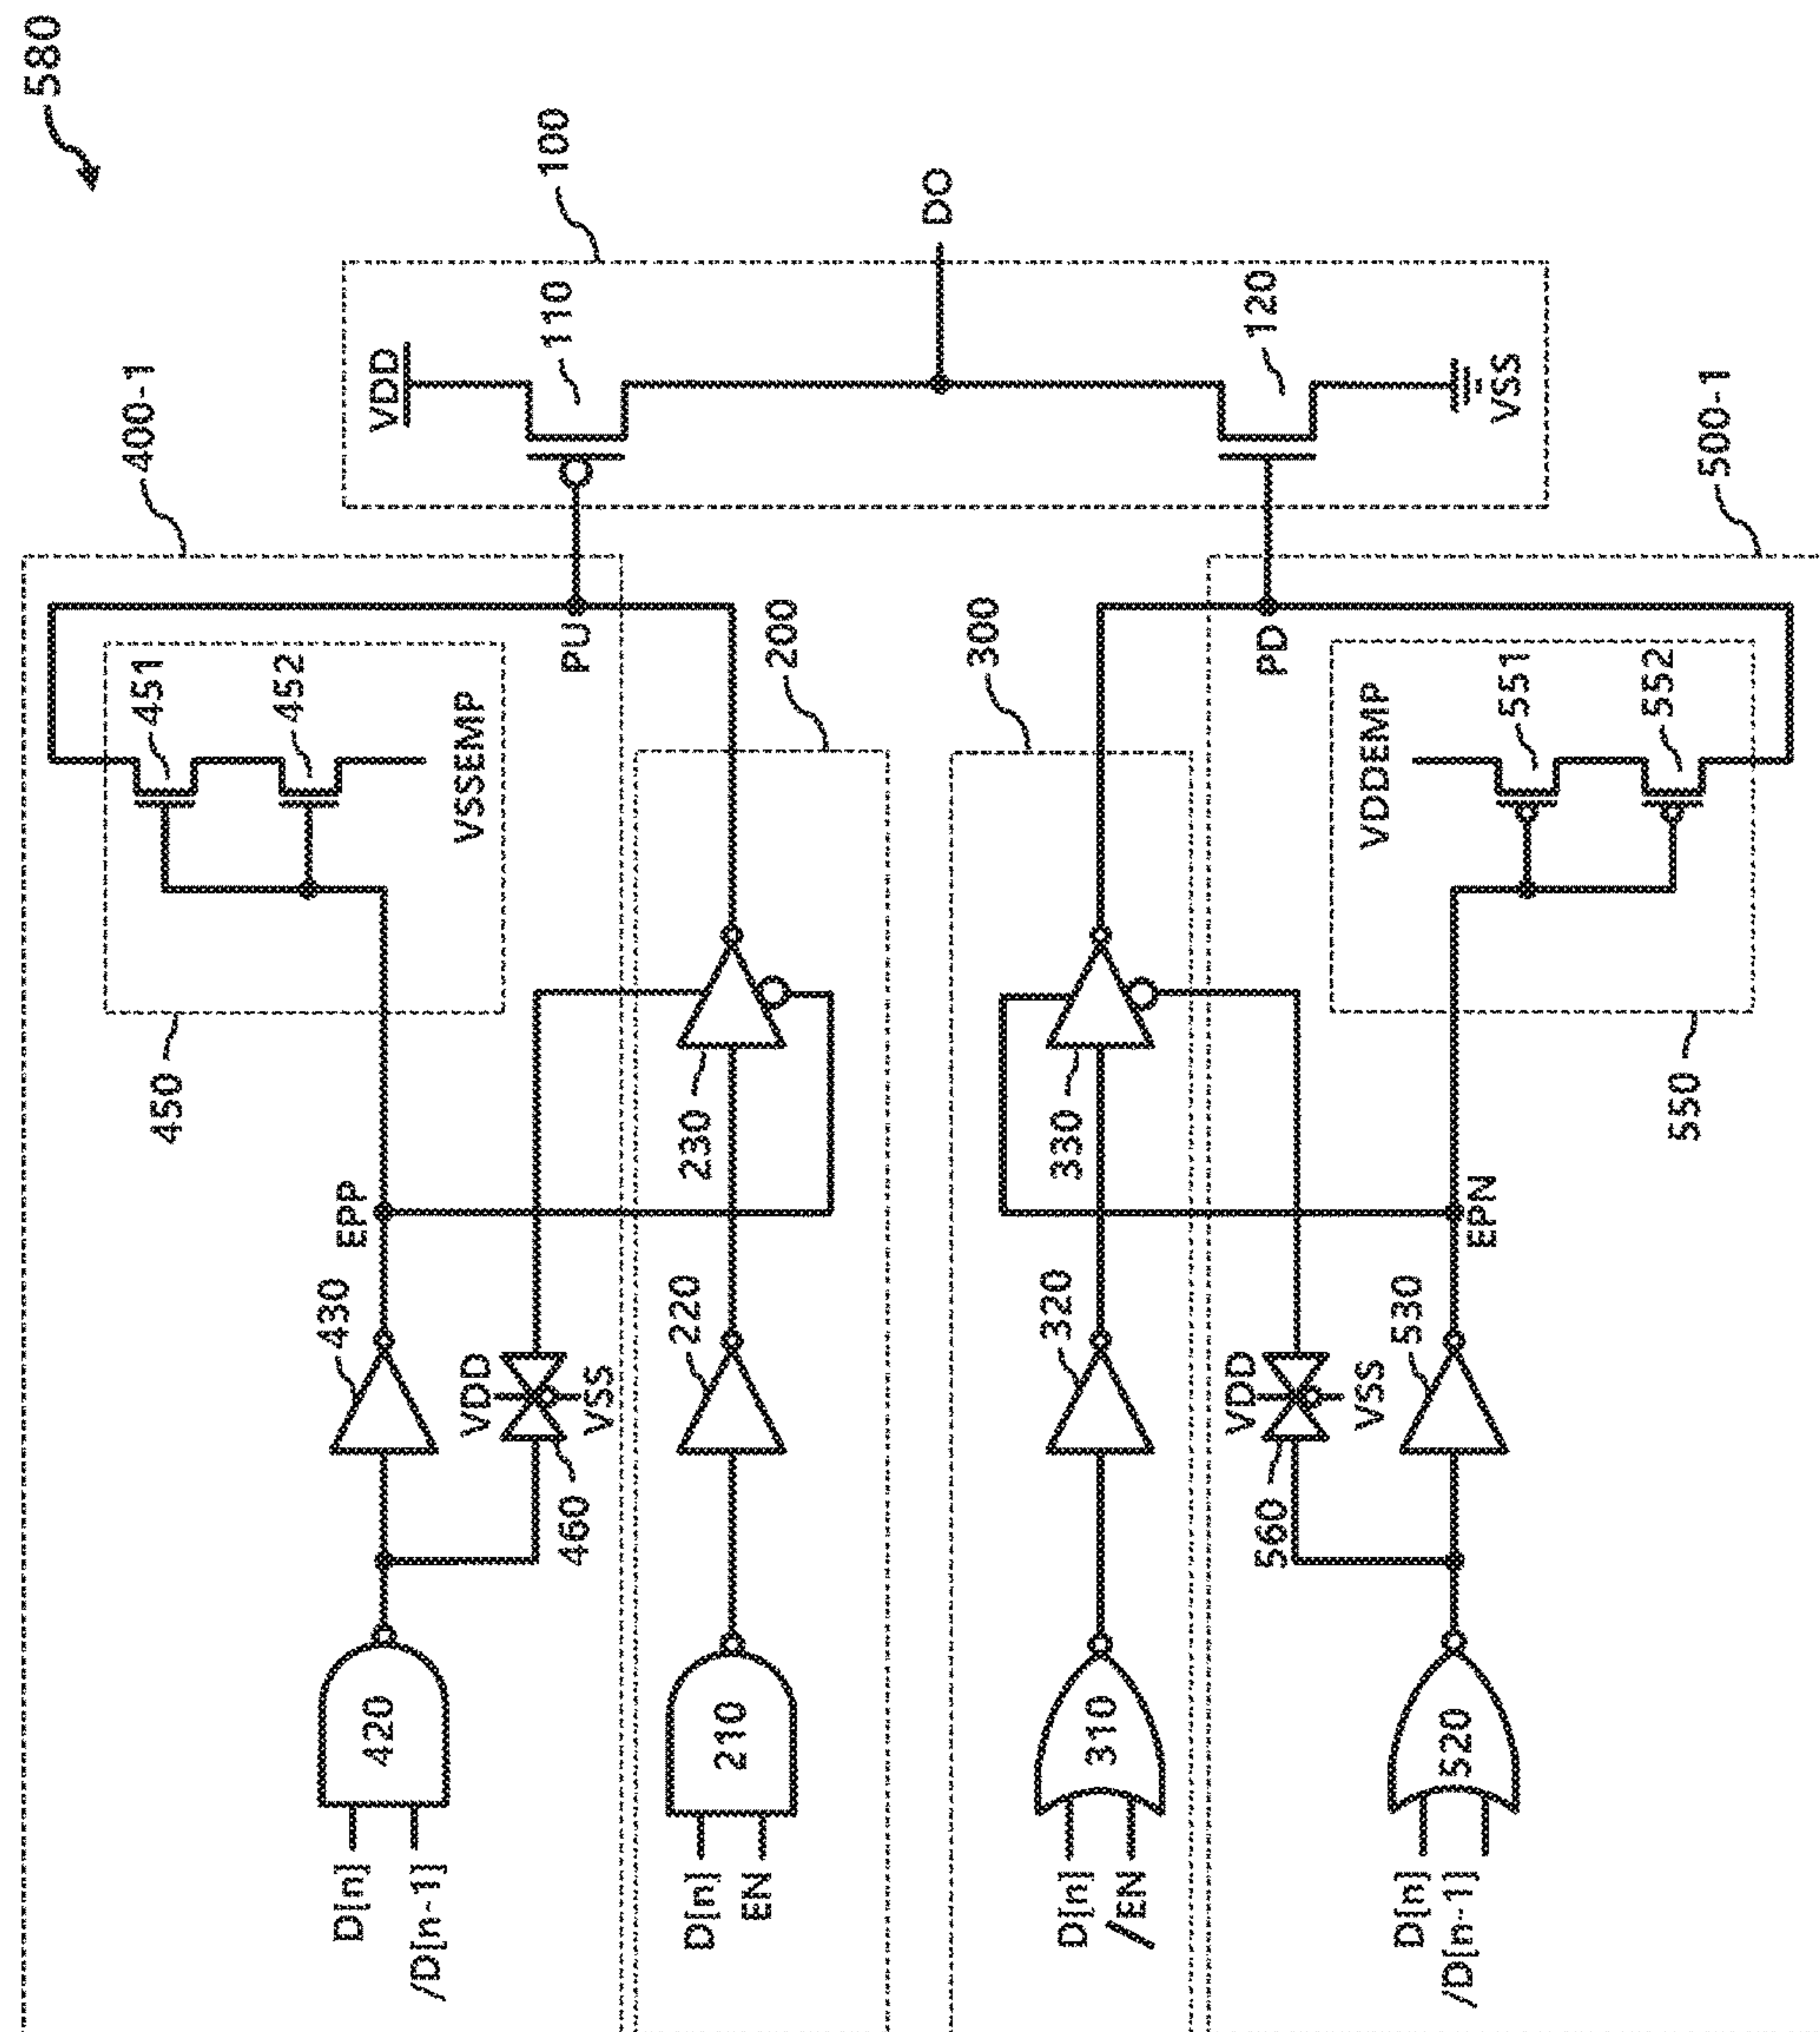 580
400-1
450
451
452
VSSEMP
EPP
430
420
D[n]
/D[n-1]
VDD
VSS
460
PU
200
230
220
210
D[n]
EN
100
VDD
110
DO
120
VSS
300
330
320
310
D[n]
/EN
500-1
PD
VDDEMP
551
552
550
EPN
530
VDD
VSS
560
520
D[n]
/D[n-1]